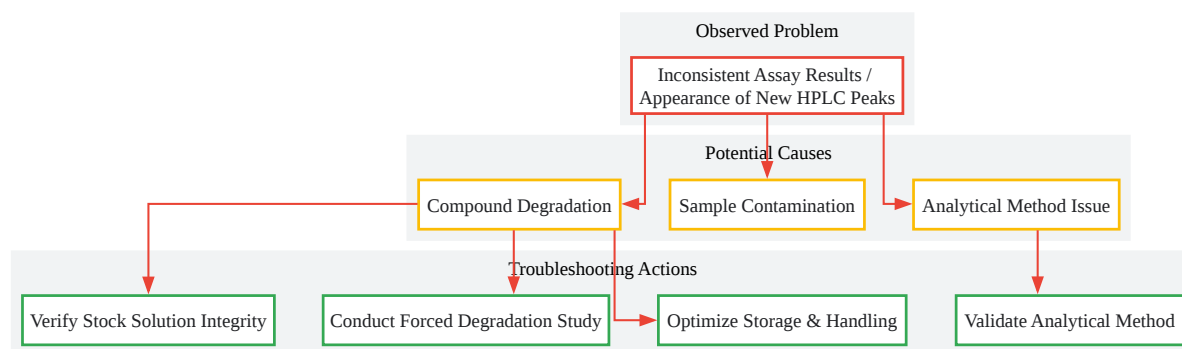 Observed Problem
Inconsistent Assay Results /
Appearance of New HPLC Peaks
Potential Causes
Compound Degradation
Sample Contamination
Analytical Method Issue
Troubleshooting Actions
Verify Stock Solution Integrity
Conduct Forced Degradation Study
Optimize Storage & Handling
Validate Analytical Method